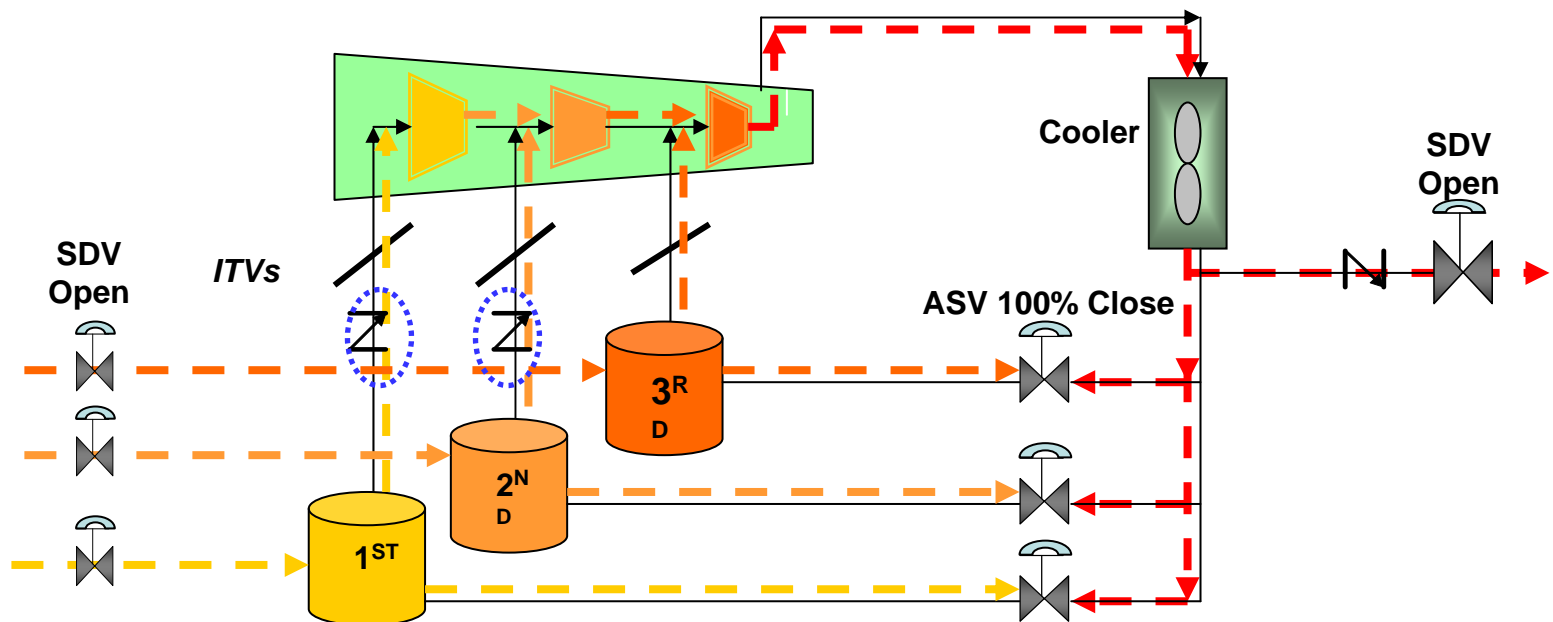 Cooler
SDV
Open
SDV
Open
ITVs
ASV 100% Close
3R
D
2N
D
1ST